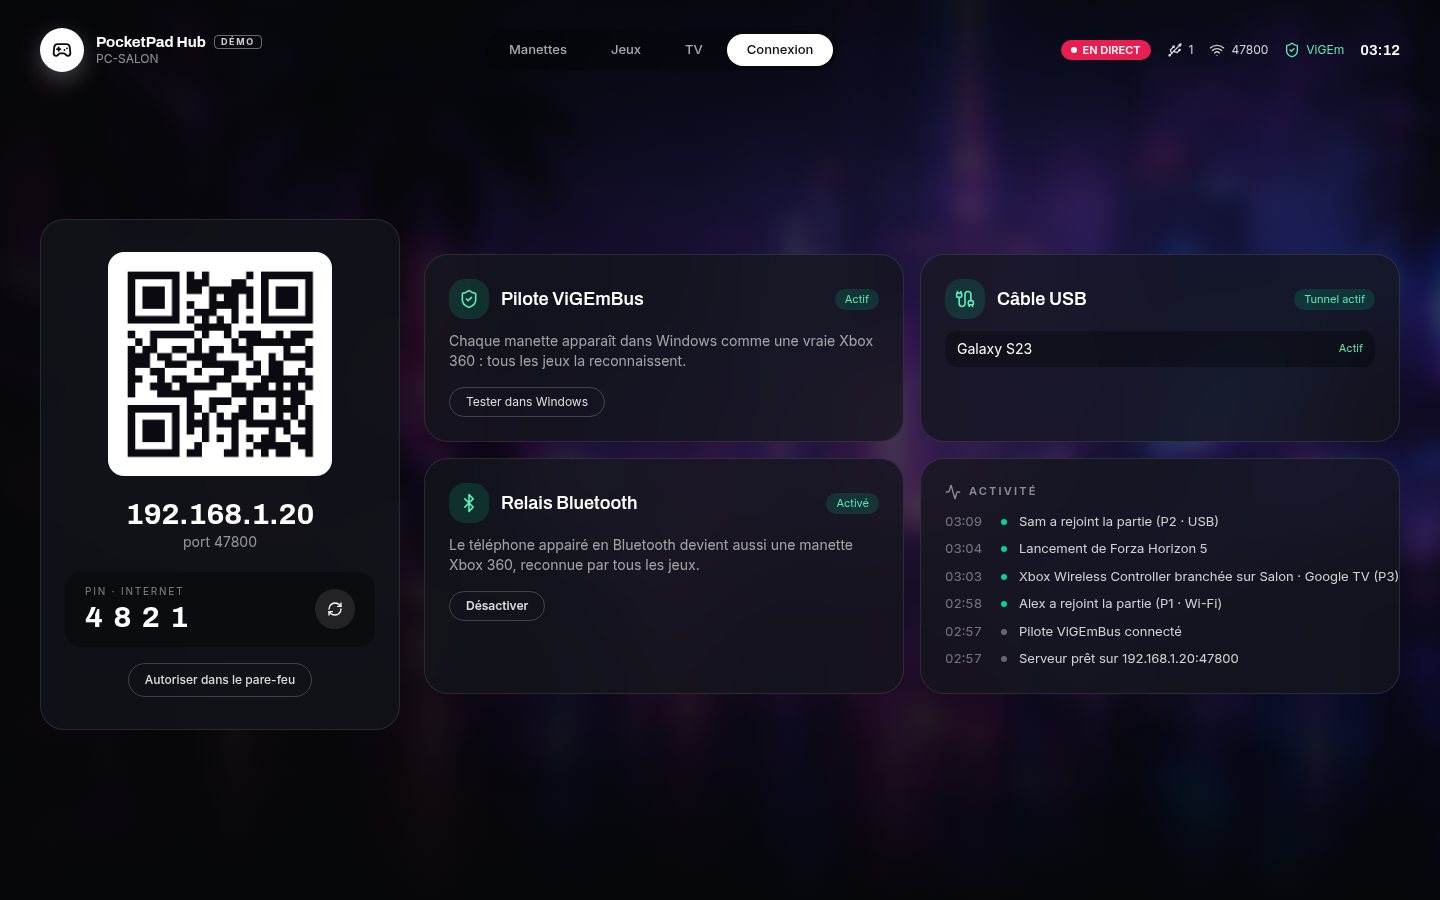 PocketPad Hub DÉMO
PC-SALON
Manettes Jeux TV Connexion
EN DIRECT 1 47800 ViGEm 03:12
192.168.1.20
port 47800
PIN · INTERNET
4 8 2 1
Autoriser dans le pare-feu
Pilote ViGEmBus Actif
Chaque manette apparaît dans Windows comme une vraie Xbox
360 : tous les jeux la reconnaissent.
Tester dans Windows
Câble USB Tunnel actif
Galaxy S23 Actif
Relais Bluetooth Activé
Le téléphone appairé en Bluetooth devient aussi une manette
Xbox 360, reconnue par tous les jeux.
Désactiver
ACTIVITÉ
03:09 Sam a rejoint la partie (P2 · USB)
03:04 Lancement de Forza Horizon 5
03:03 Xbox Wireless Controller branchée sur Salon · Google TV (P3)
02:58 Alex a rejoint la partie (P1 · Wi-Fi)
02:57 Pilote ViGEmBus connecté
02:57 Serveur prêt sur 192.168.1.20:47800